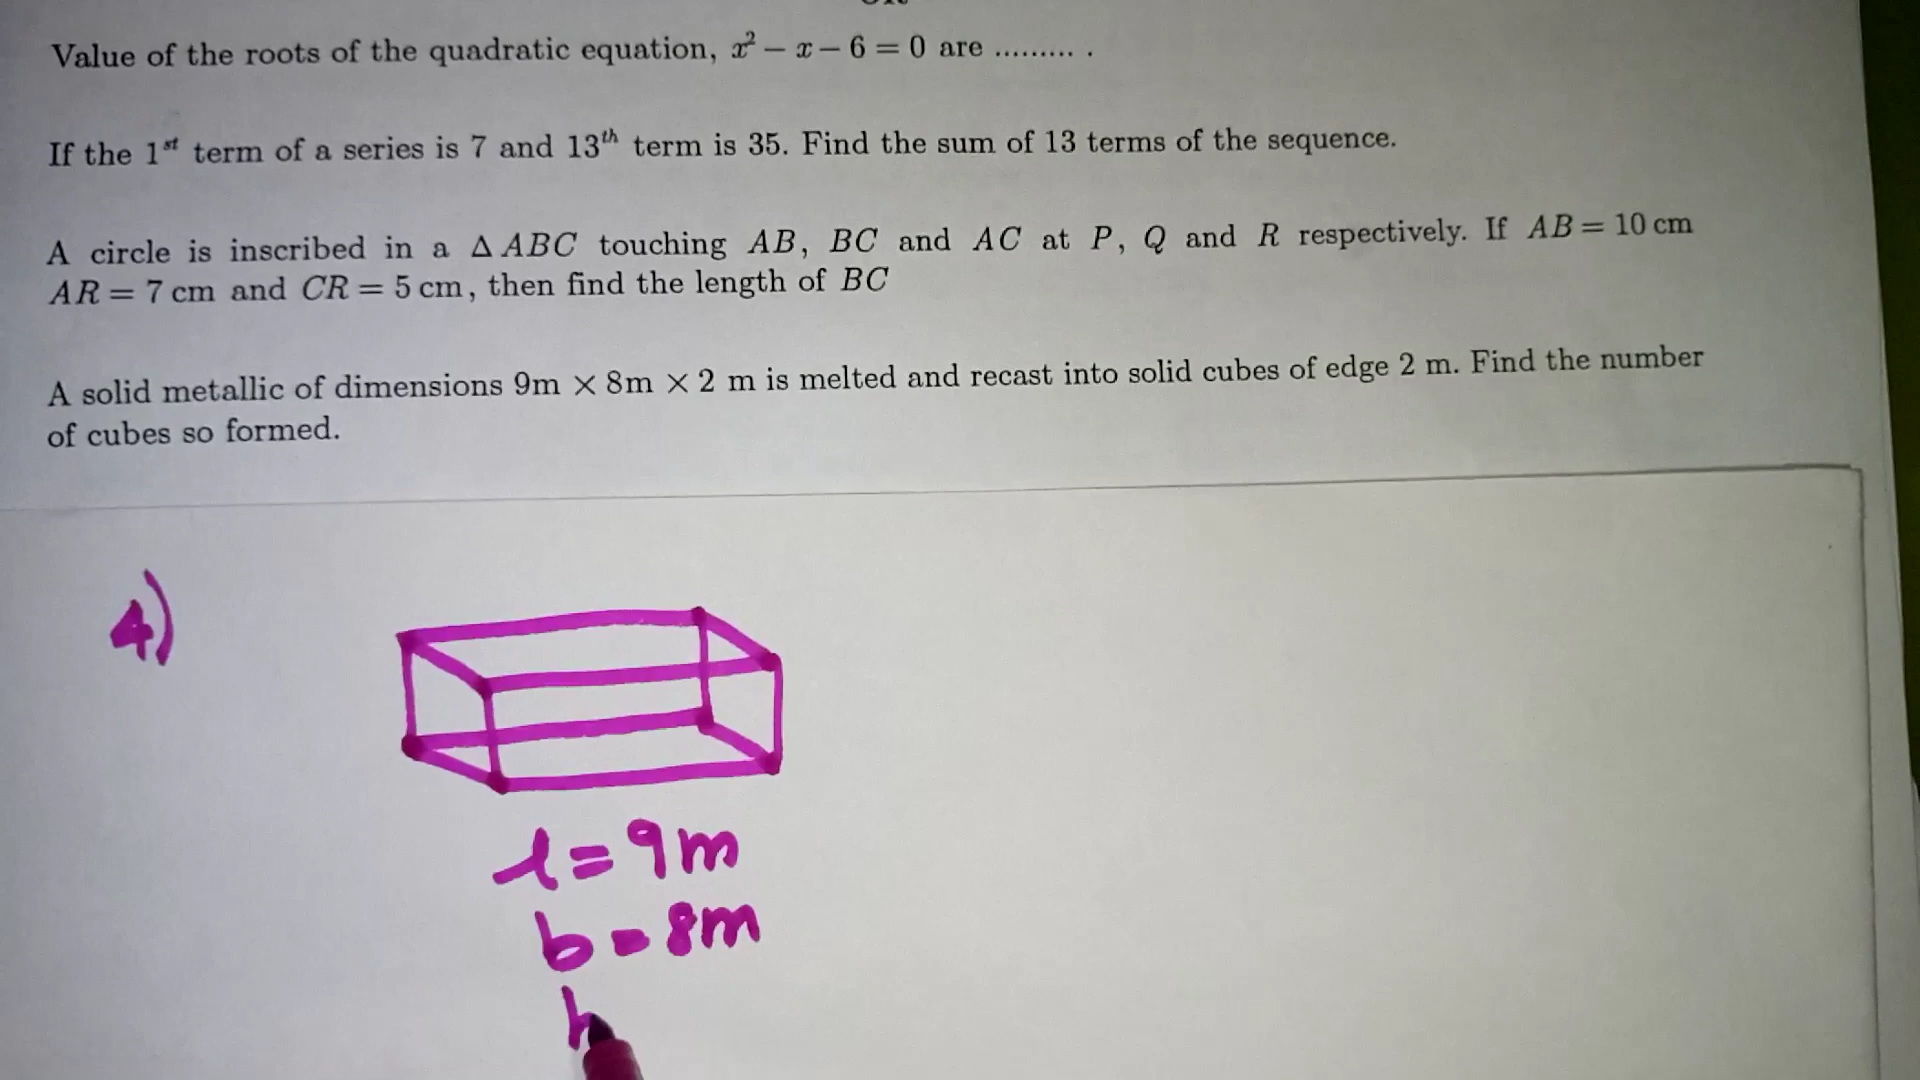 Value of the roots of the quadratic equation, x² − x − 6 = 0 are ......... .
If the 1ˢᵗ term of a series is 7 and 13ᵗʰ term is 35. Find the sum of 13 terms of the sequence.
A circle is inscribed in a Δ ABC touching AB, BC and AC at P, Q and R respectively. If AB = 10 cm
AR = 7 cm and CR = 5 cm, then find the length of BC
A solid metallic of dimensions 9m × 8m × 2 m is melted and recast into solid cubes of edge 2 m. Find the number
of cubes so formed.
4)
l = 9m
b = 8m
h